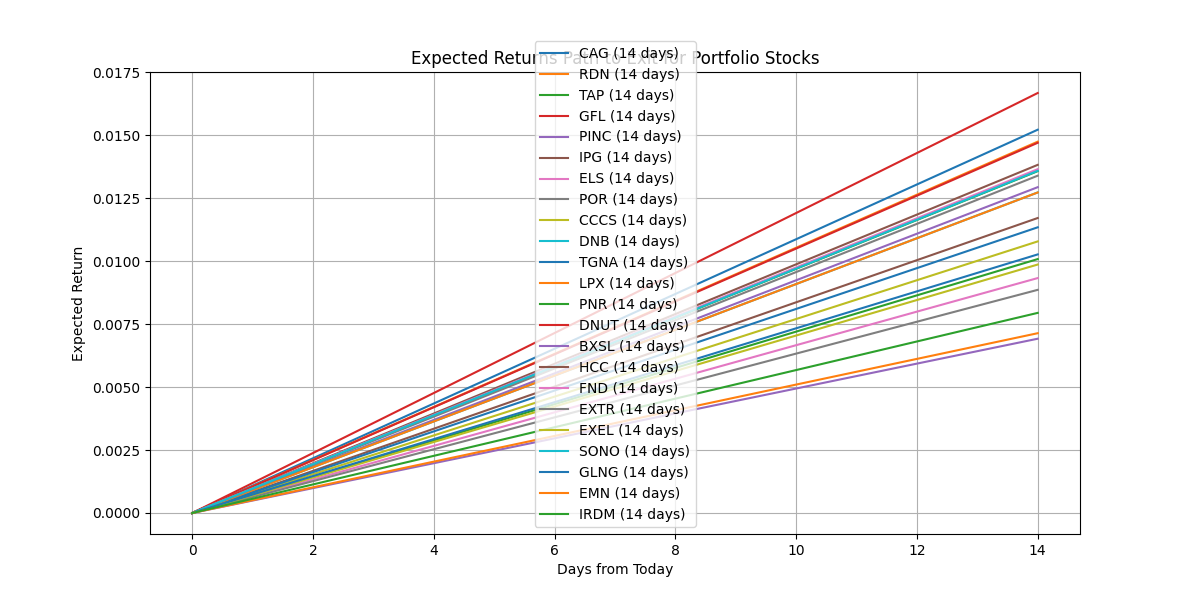 Expected Returns Path to Exit for Portfolio Stocks
CAG (14 days)
RDN (14 days)
TAP (14 days)
GFL (14 days)
PINC (14 days)
IPG (14 days)
ELS (14 days)
POR (14 days)
CCCS (14 days)
DNB (14 days)
TGNA (14 days)
LPX (14 days)
PNR (14 days)
DNUT (14 days)
BXSL (14 days)
HCC (14 days)
FND (14 days)
EXTR (14 days)
EXEL (14 days)
SONO (14 days)
GLNG (14 days)
EMN (14 days)
IRDM (14 days)
Expected Return
0.0175
0.0150
0.0125
0.0100
0.0075
0.0050
0.0025
0.0000
0 2 4 6 8 10 12 14
Days from Today